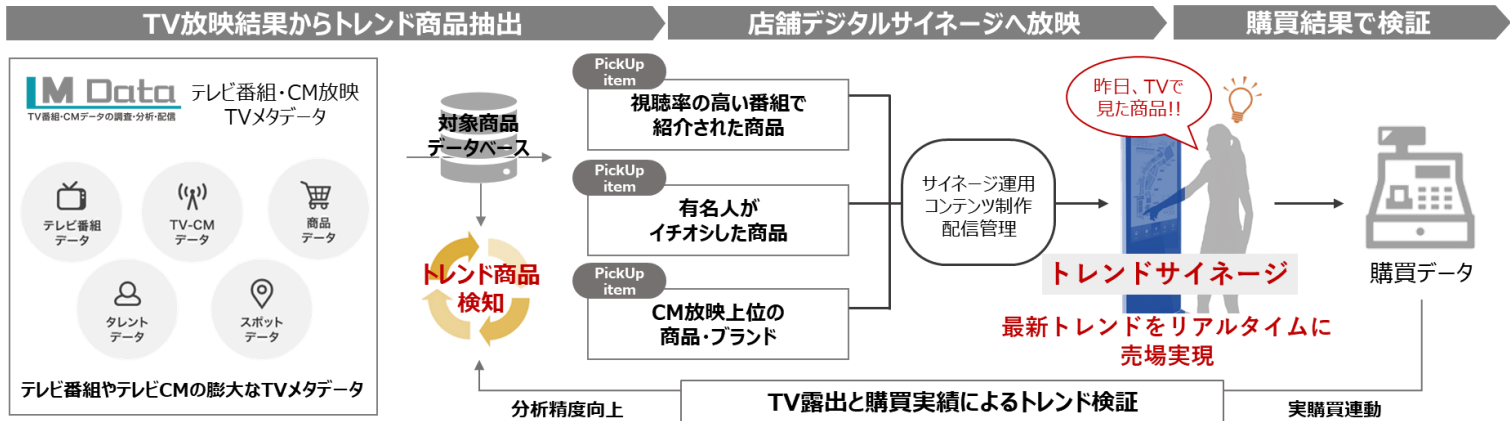 TV放映結果からトレンド商品抽出
店舗デジタルサイネージへ放映
購買結果で検証
M Data
TV番組・CMデータの調査・分析・配信
テレビ番組・CM放映
TVメタデータ
テレビ番組
データ
TV-CM
データ
商品
データ
タレント
データ
スポット
データ
テレビ番組やテレビCMの膨大なTVメタデータ
対象商品
データベース
トレンド商品
検知
PickUp
item
視聴率の高い番組で
紹介された商品
PickUp
item
有名人が
イチオシした商品
PickUp
item
CM放映上位の
商品・ブランド
サイネージ運用
コンテンツ制作
配信管理
昨日、TVで
見た商品!!
トレンドサイネージ
最新トレンドをリアルタイムに
売場実現
購買データ
分析精度向上
TV露出と購買実績によるトレンド検証
実購買連動